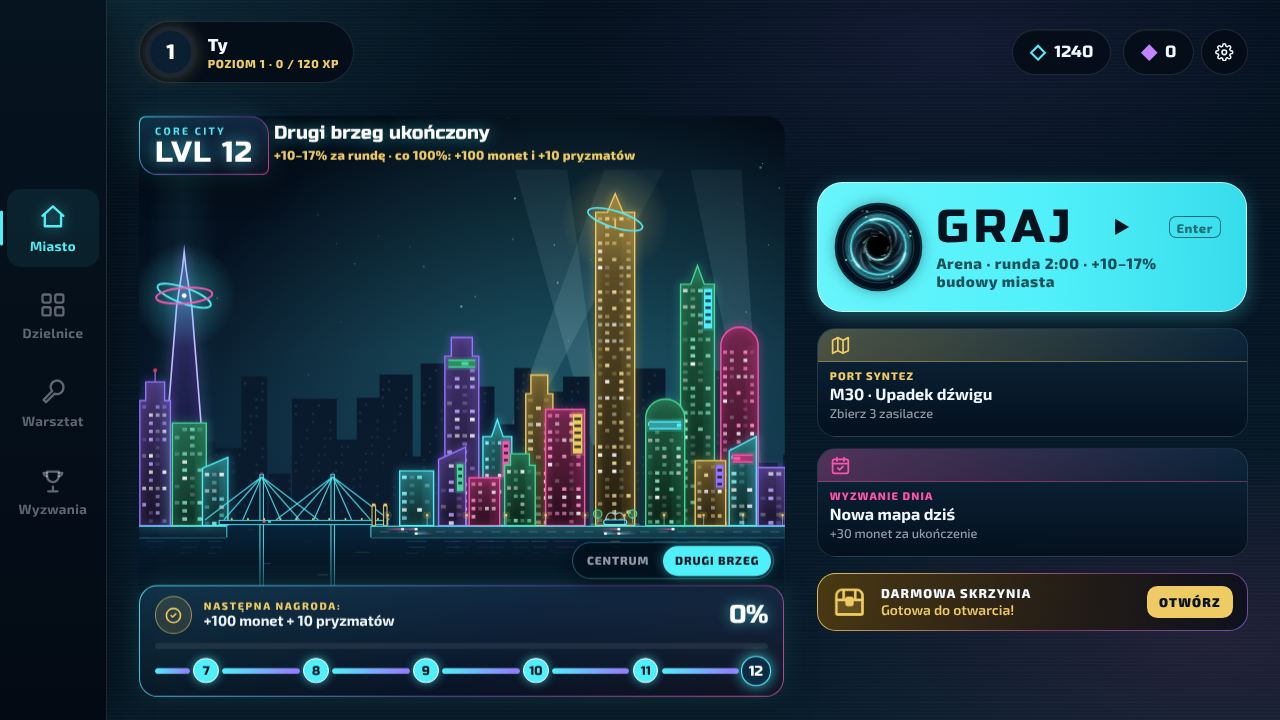 1
Ty
POZIOM 1 · 0 / 120 XP
1240
0
CORE CITY
LVL 12
Drugi brzeg ukończony
+10–17% za rundę · co 100%: +100 monet i +10 pryzmatów
Miasto
Dzielnice
Warsztat
Wyzwania
CENTRUM
DRUGI BRZEG
NASTĘPNA NAGRODA:
+100 monet + 10 pryzmatów
0%
7
8
9
10
11
12
GRAJ
Enter
Arena · runda 2:00 · +10–17%
budowy miasta
PORT SYNTEZ
M30 · Upadek dźwigu
Zbierz 3 zasilacze
WYZWANIE DNIA
Nowa mapa dziś
+30 monet za ukończenie
DARMOWA SKRZYNIA
Gotowa do otwarcia!
OTWÓRZ